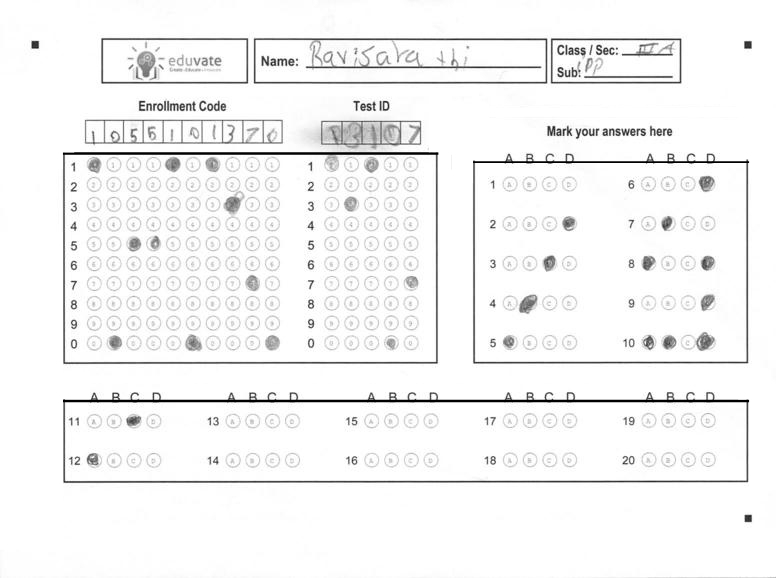 eduvate
Create - Educate - Innovate
Name: Ravisara thi
Class / Sec: III A
Sub: PP
Enrollment Code
Test ID
1 0 5 5 1 0 1 3 7 0
1 3 1 0 7
Mark your answers here
1 1 1 1 1 1 1 1 1 1 1
2 2 2 2 2 2 2 2 2 2 2
3 3 3 3 3 3 3 3 3 3 3
4 4 4 4 4 4 4 4 4 4 4
5 5 5 5 5 5 5 5 5 5 5
6 6 6 6 6 6 6 6 6 6 6
7 7 7 7 7 7 7 7 7 7 7
8 8 8 8 8 8 8 8 8 8 8
9 9 9 9 9 9 9 9 9 9 9
0 0 0 0 0 0 0 0 0 0 0
1 1 1 1 1 1
2 2 2 2 2 2
3 3 3 3 3 3
4 4 4 4 4 4
5 5 5 5 5 5
6 6 6 6 6 6
7 7 7 7 7 7
8 8 8 8 8 8
9 9 9 9 9 9
0 0 0 0 0 0
A B C D A B C D
1 A B C D 6 A B C
2 A B C 7 A C D
3 A B D 8 B C
4 A C D 9 A B C
5 B C D 10 C
A B C D A B C D A B C D A B C D A B C D
11 A B D 13 A B C D 15 A B C D 17 A B C D 19 A B C D
12 B C D 14 A B C D 16 A B C D 18 A B C D 20 A B C D